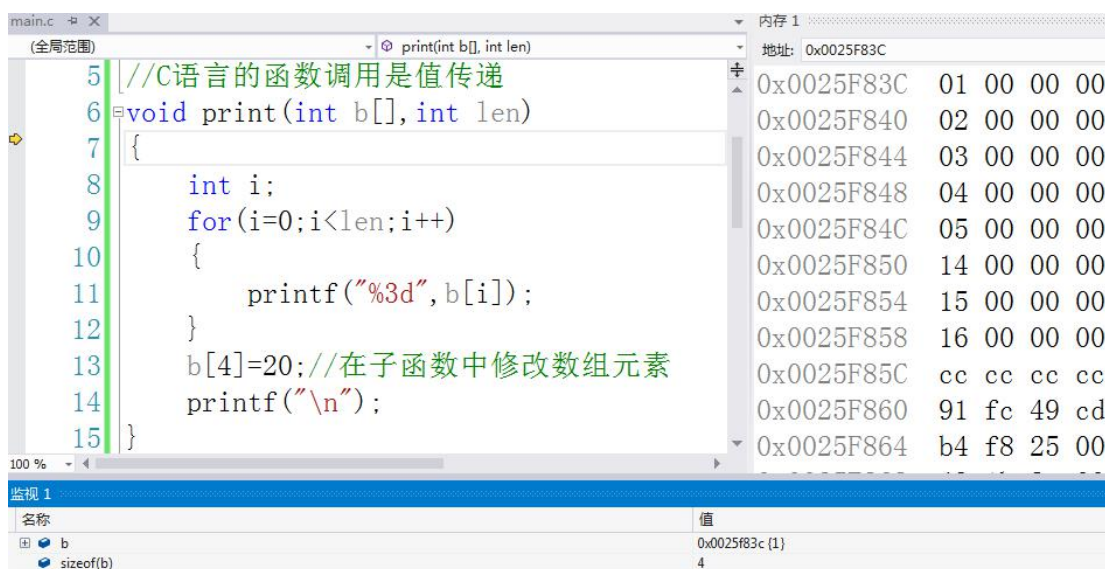 main.c
内存 1
(全局范围)
print(int b[], int len)
地址: 0x0025F83C
5 //C语言的函数调用是值传递
6 void print(int b[],int len)
7 {
8 int i;
9 for(i=0;i<len;i++)
10 {
11 printf("%3d",b[i]);
12 }
13 b[4]=20;//在子函数中修改数组元素
14 printf("\n");
15 }
0x0025F83C 01 00 00 00
0x0025F840 02 00 00 00
0x0025F844 03 00 00 00
0x0025F848 04 00 00 00
0x0025F84C 05 00 00 00
0x0025F850 14 00 00 00
0x0025F854 15 00 00 00
0x0025F858 16 00 00 00
0x0025F85C cc cc cc cc
0x0025F860 91 fc 49 cd
0x0025F864 b4 f8 25 00
100 %
监视 1
名称 值
b 0x0025f83c {1}
sizeof(b) 4